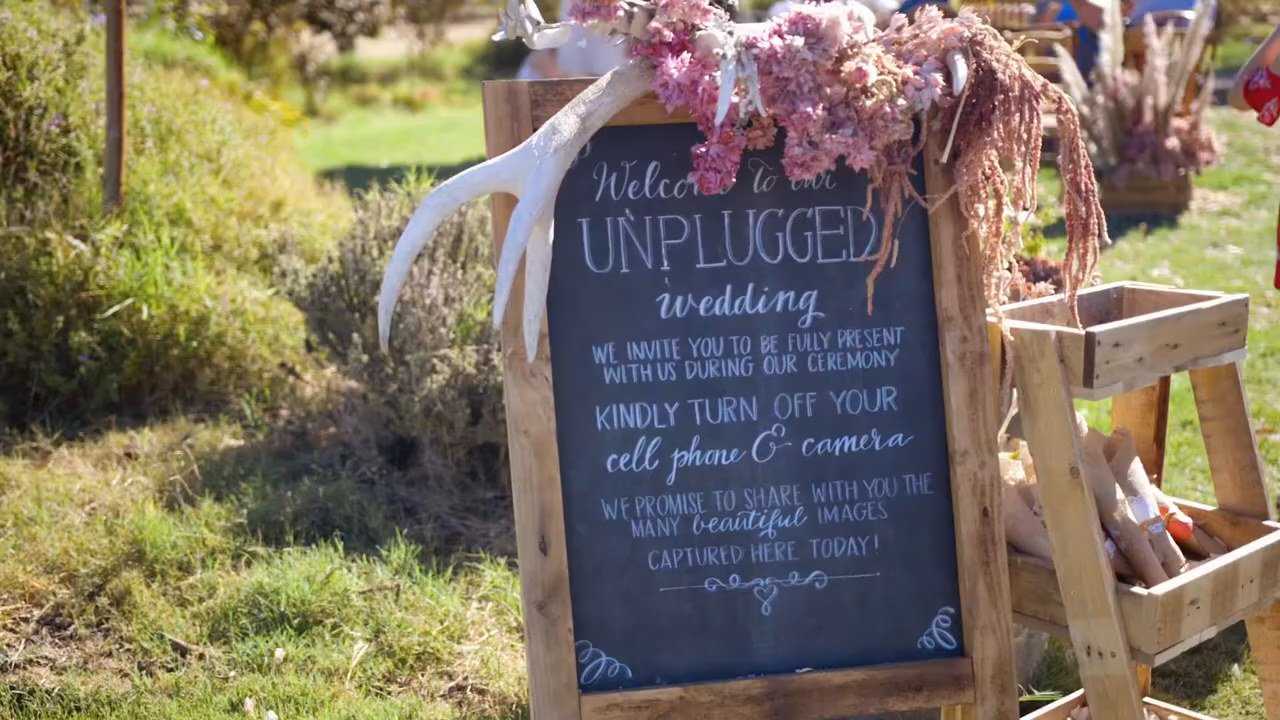 Welcome to our
UNPLUGGED
wedding
WE INVITE YOU TO BE FULLY PRESENT
WITH US DURING OUR CEREMONY
KINDLY TURN OFF YOUR
cell phone & camera
WE PROMISE TO SHARE WITH YOU THE
MANY beautiful IMAGES
CAPTURED HERE TODAY!